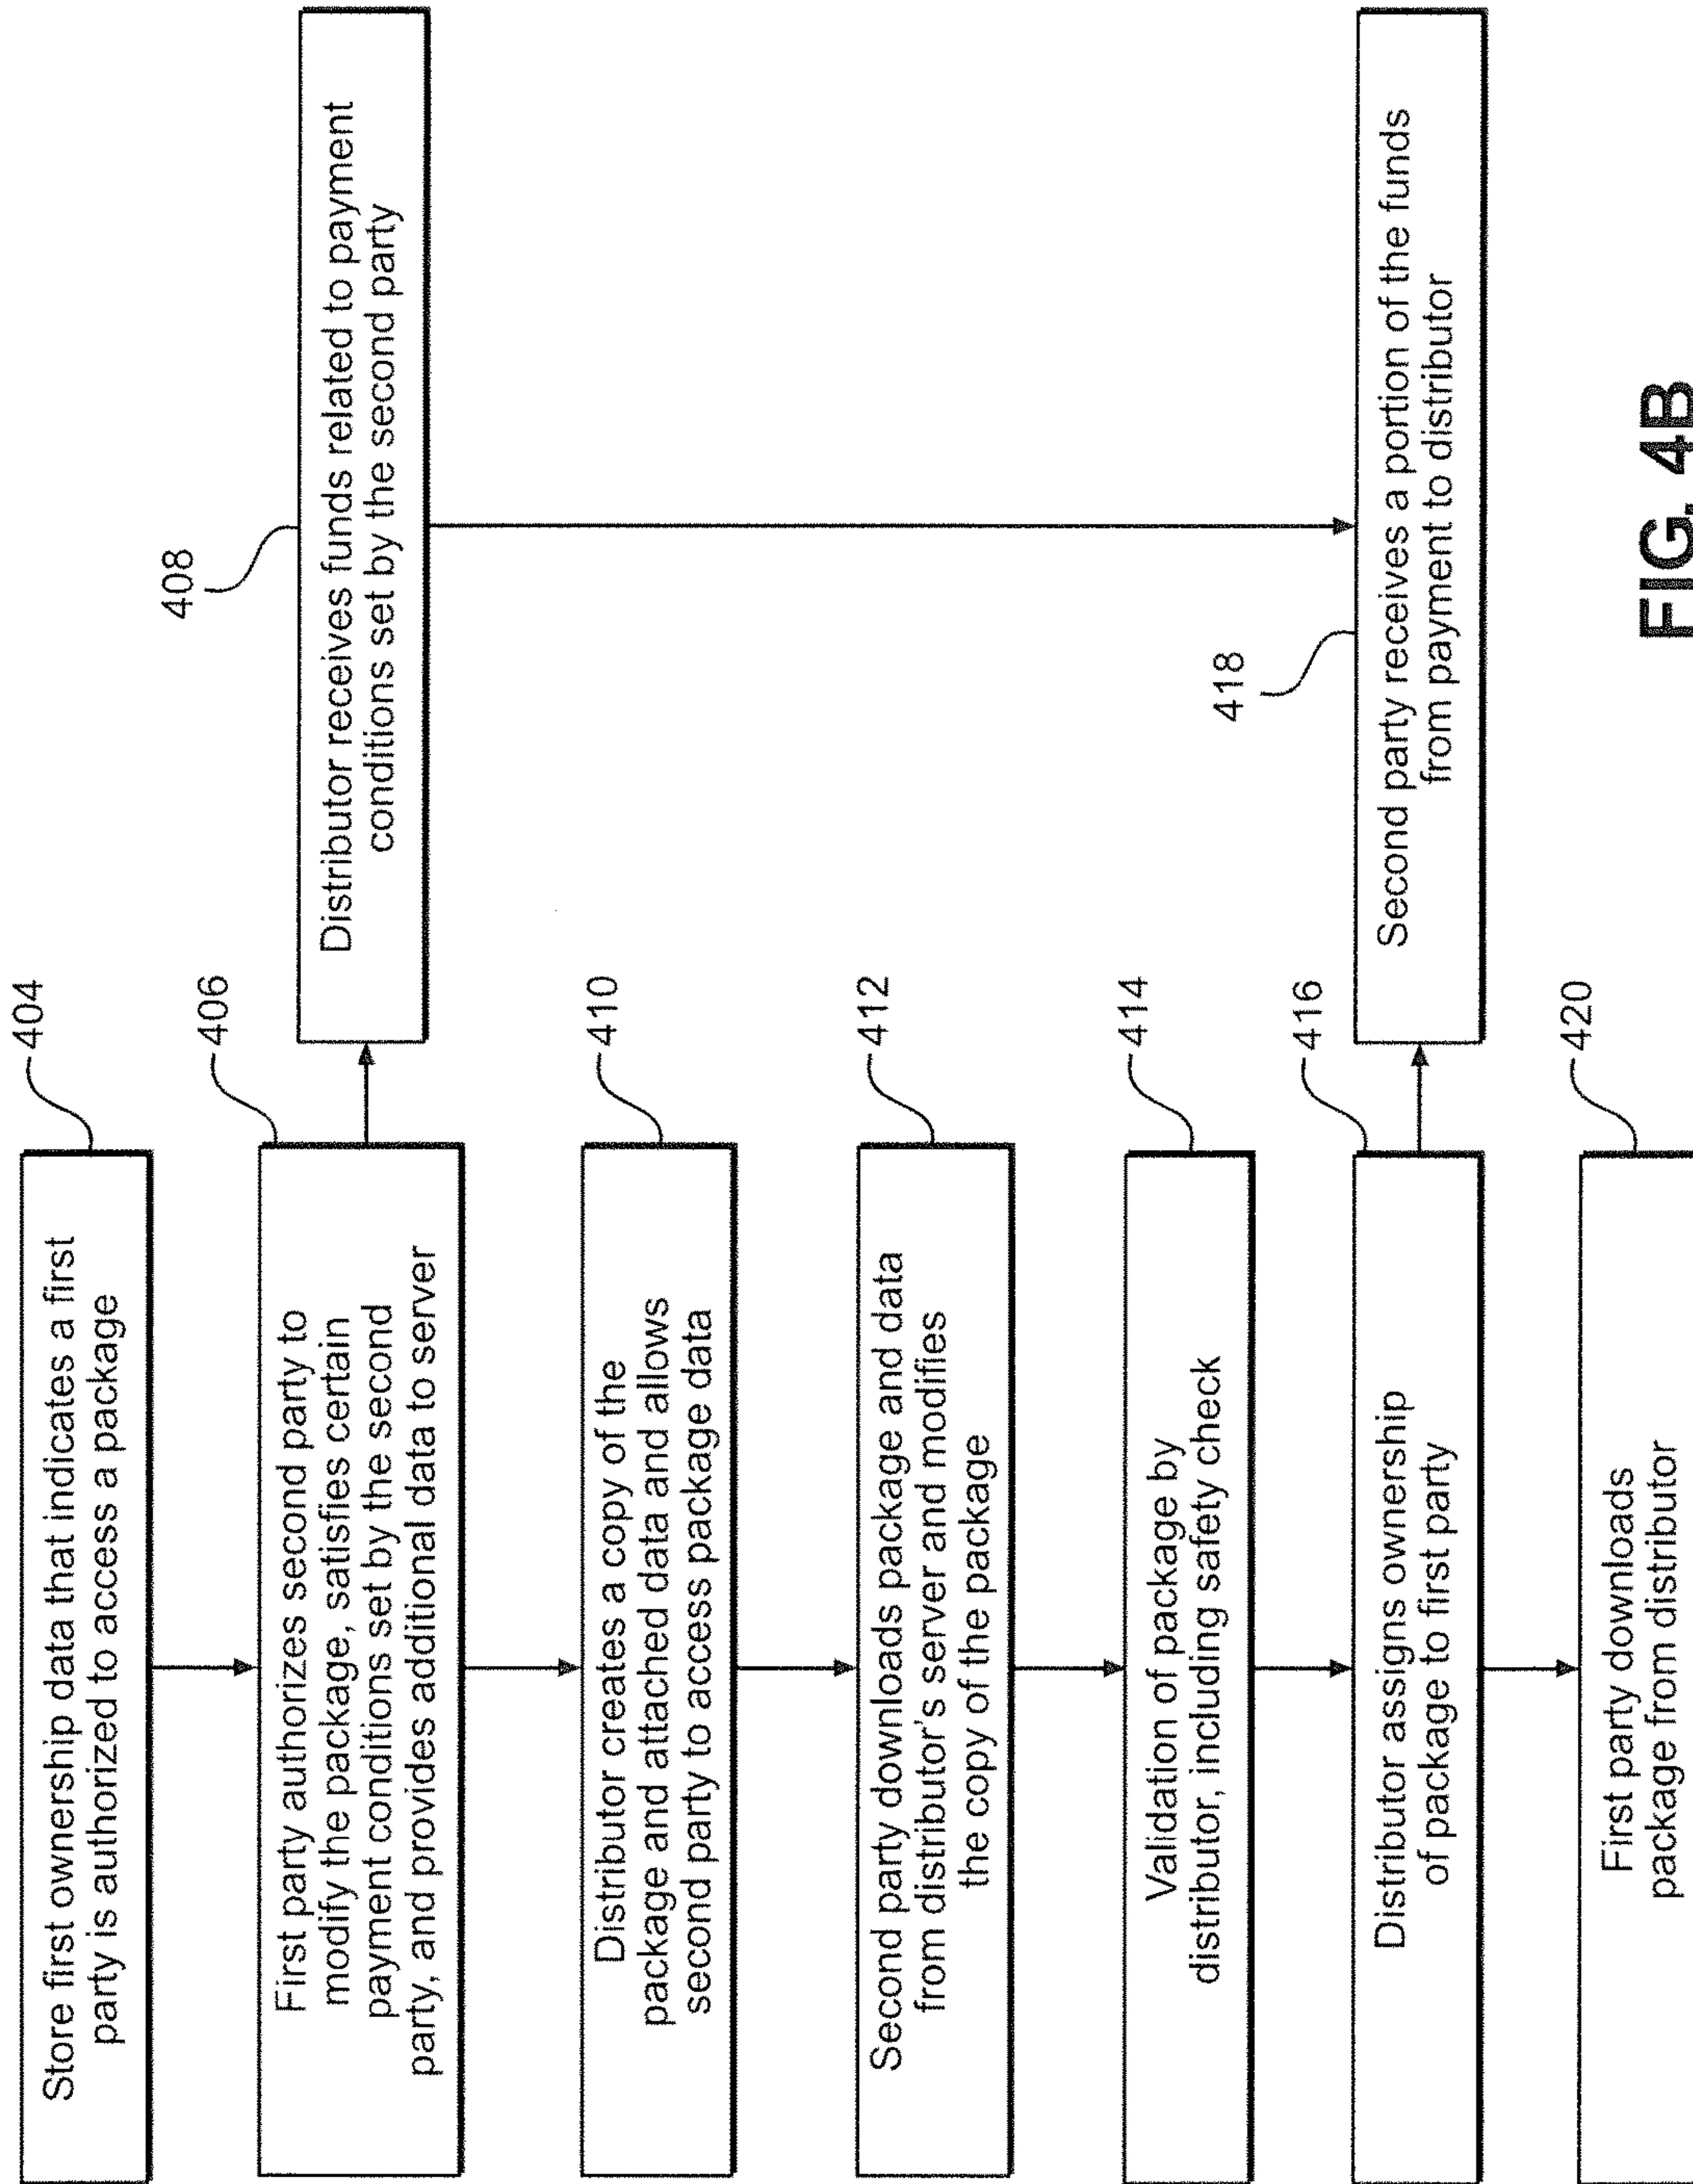 404
Store first ownership data that indicates a first
party is authorized to access a package
406
First party authorizes second party to
modify the package, satisfies certain
payment conditions set by the second
party, and provides additional data to server
408
Distributor receives funds related to payment
conditions set by the second party
410
Distributor creates a copy of the
package and attached data and allows
second party to access package data
412
Second party downloads package and data
from distributor's server and modifies
the copy of the package
414
Validation of package by
distributor, including safety check
416
Distributor assigns ownership
of package to first party
418
Second party receives a portion of the funds
from payment to distributor
420
First party downloads
package from distributor
FIG. 4B